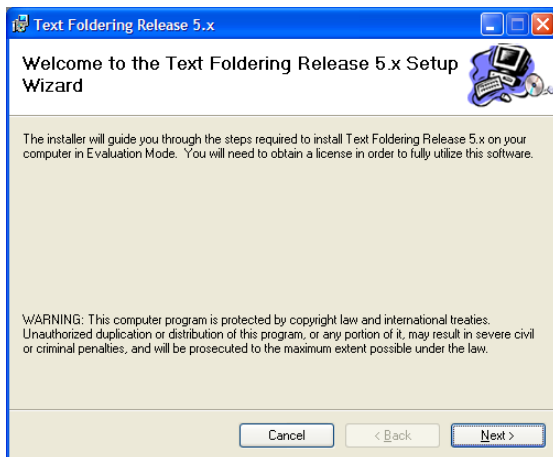 Text Foldering Release 5.x
Welcome to the Text Foldering Release 5.x Setup
Wizard
The installer will guide you through the steps required to install Text Foldering Release 5.x on your
computer in Evaluation Mode.  You will need to obtain a license in order to fully utilize this software.
WARNING: This computer program is protected by copyright law and international treaties.
Unauthorized duplication or distribution of this program, or any portion of it, may result in severe civil
or criminal penalties, and will be prosecuted to the maximum extent possible under the law.
Cancel
< Back
Next >